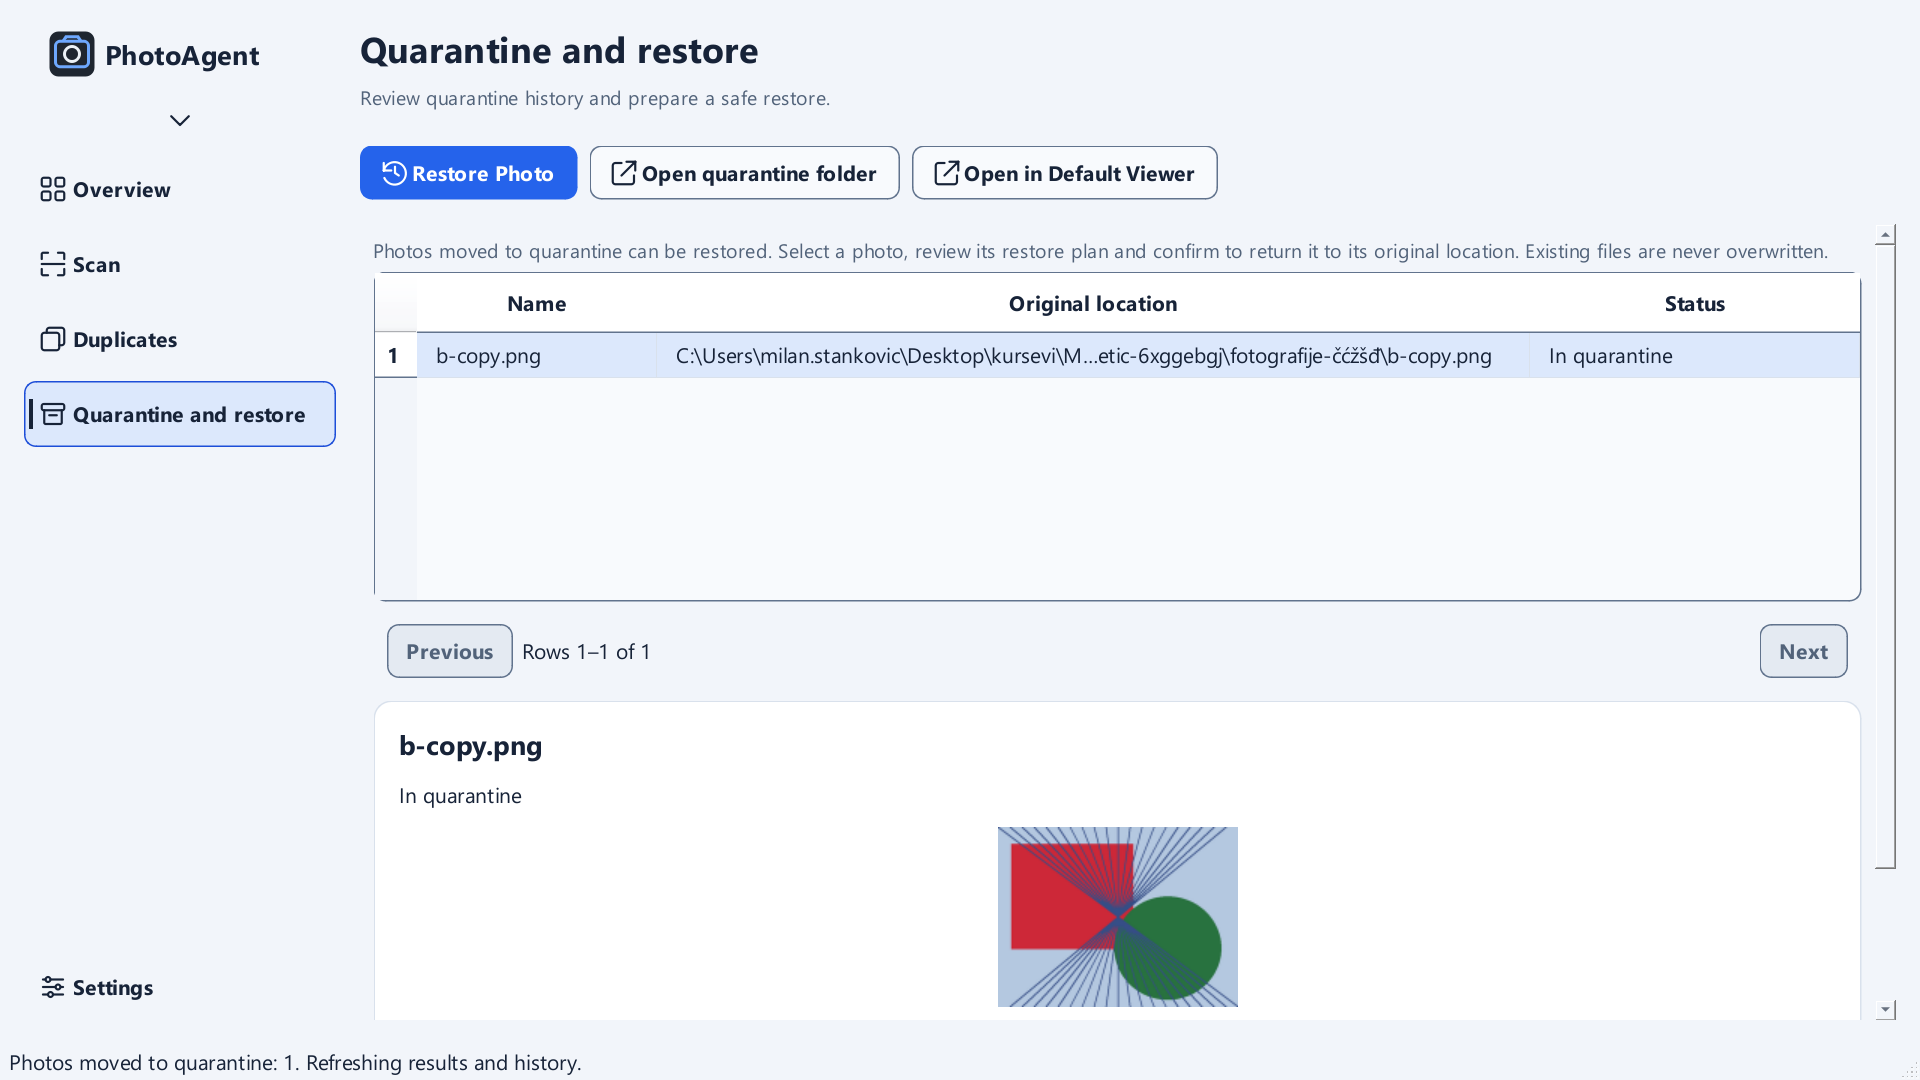 PhotoAgent
Overview
Scan
Duplicates
Quarantine and restore
Settings
Quarantine and restore
Review quarantine history and prepare a safe restore.
Restore Photo
Open quarantine folder
Open in Default Viewer
Photos moved to quarantine can be restored. Select a photo, review its restore plan and confirm to return it to its original location. Existing files are never overwritten.
Name Original location Status
1 b-copy.png C:\Users\milan.stankovic\Desktop\kursevi\M...etic-6xggebgj\fotografije-čćžšđ\b-copy.png In quarantine
Previous Rows 1–1 of 1 Next
b-copy.png
In quarantine
Photos moved to quarantine: 1. Refreshing results and history.